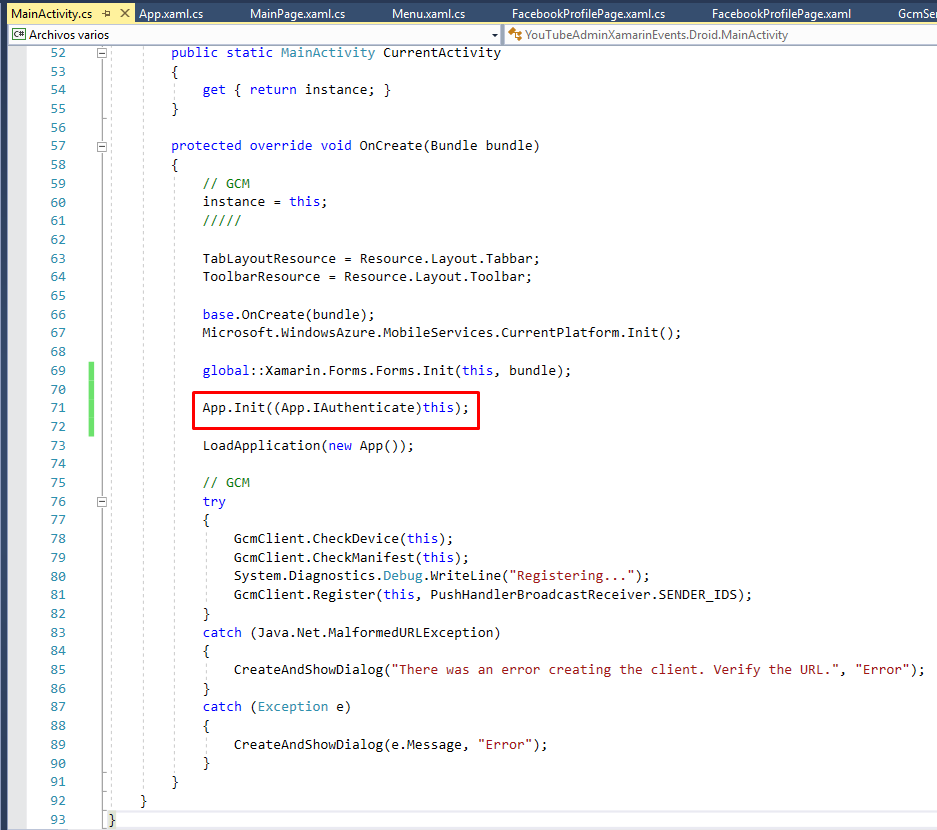 MainActivity.cs App.xaml.cs MainPage.xaml.cs Menu.xaml.cs FacebookProfilePage.xaml.cs FacebookProfilePage.xaml GcmSer
C# Archivos varios YouTubeAdminXamarinEvents.Droid.MainActivity
52 public static MainActivity CurrentActivity
53 {
54 get { return instance; }
55 }
56
57 protected override void OnCreate(Bundle bundle)
58 {
59 // GCM
60 instance = this;
61 /////
62
63 TabLayoutResource = Resource.Layout.Tabbar;
64 ToolbarResource = Resource.Layout.Toolbar;
65
66 base.OnCreate(bundle);
67 Microsoft.WindowsAzure.MobileServices.CurrentPlatform.Init();
68
69 global::Xamarin.Forms.Forms.Init(this, bundle);
70
71 App.Init((App.IAuthenticate)this);
72
73 LoadApplication(new App());
74
75 // GCM
76 try
77 {
78 GcmClient.CheckDevice(this);
79 GcmClient.CheckManifest(this);
80 System.Diagnostics.Debug.WriteLine("Registering...");
81 GcmClient.Register(this, PushHandlerBroadcastReceiver.SENDER_IDS);
82 }
83 catch (Java.Net.MalformedURLException)
84 {
85 CreateAndShowDialog("There was an error creating the client. Verify the URL.", "Error");
86 }
87 catch (Exception e)
88 {
89 CreateAndShowDialog(e.Message, "Error");
90 }
91 }
92 }
93 }